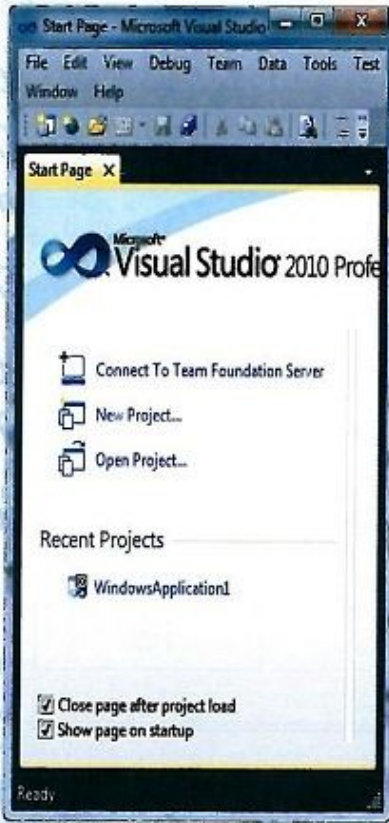 Start Page - Microsoft Visual Studio
File Edit View Debug Team Data Tools Test
Window Help
Start Page
Microsoft
Visual Studio 2010 Profe
Connect To Team Foundation Server
New Project...
Open Project...
Recent Projects
WindowsApplication1
Close page after project load
Show page on startup
Ready